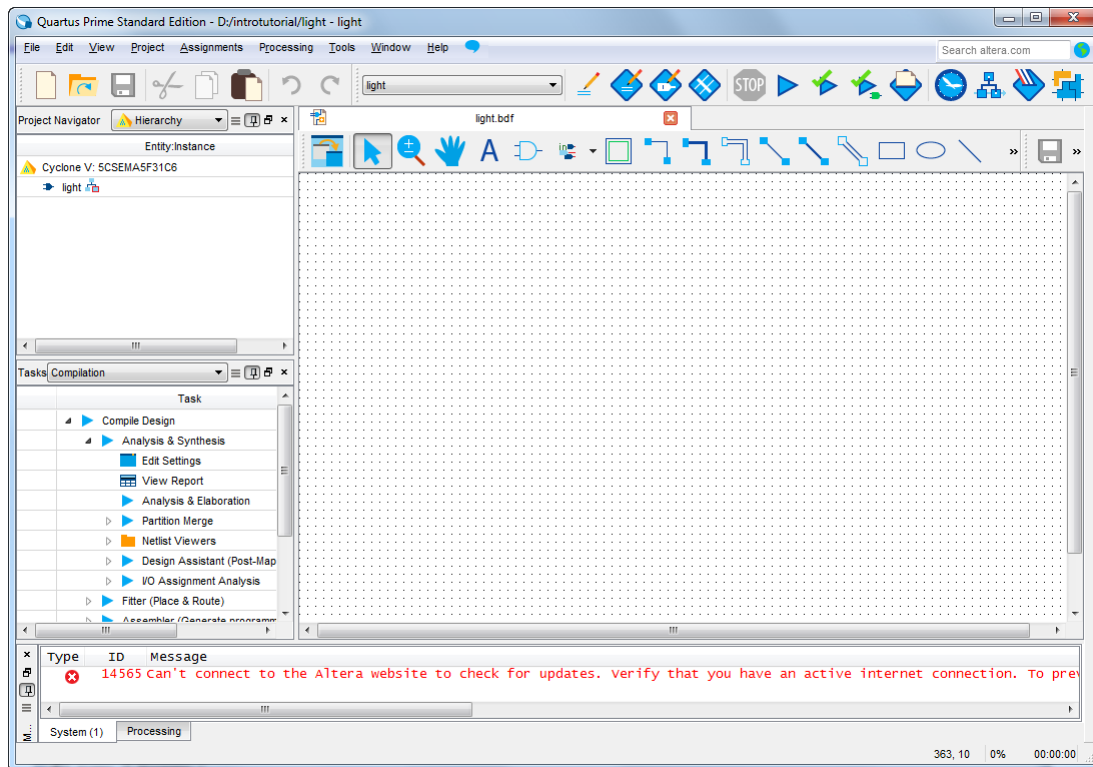 Quartus Prime Standard Edition - D:/introtutorial/light - light
File Edit View Project Assignments Processing Tools Window Help
Search altera.com
light
STOP
Project Navigator Hierarchy
light.bdf
Entity:Instance
A
Cyclone V: 5CSEMA5F31C6
light
Tasks Compilation
Task
Compile Design
Analysis & Synthesis
Edit Settings
View Report
Analysis & Elaboration
Partition Merge
Netlist Viewers
Design Assistant (Post-Map
I/O Assignment Analysis
Fitter (Place & Route)
Assembler (Generate programm
Type ID Message
14565 Can't connect to the Altera website to check for updates. Verify that you have an active internet connection. To prev
M...
System (1) Processing
363, 10 0% 00:00:00